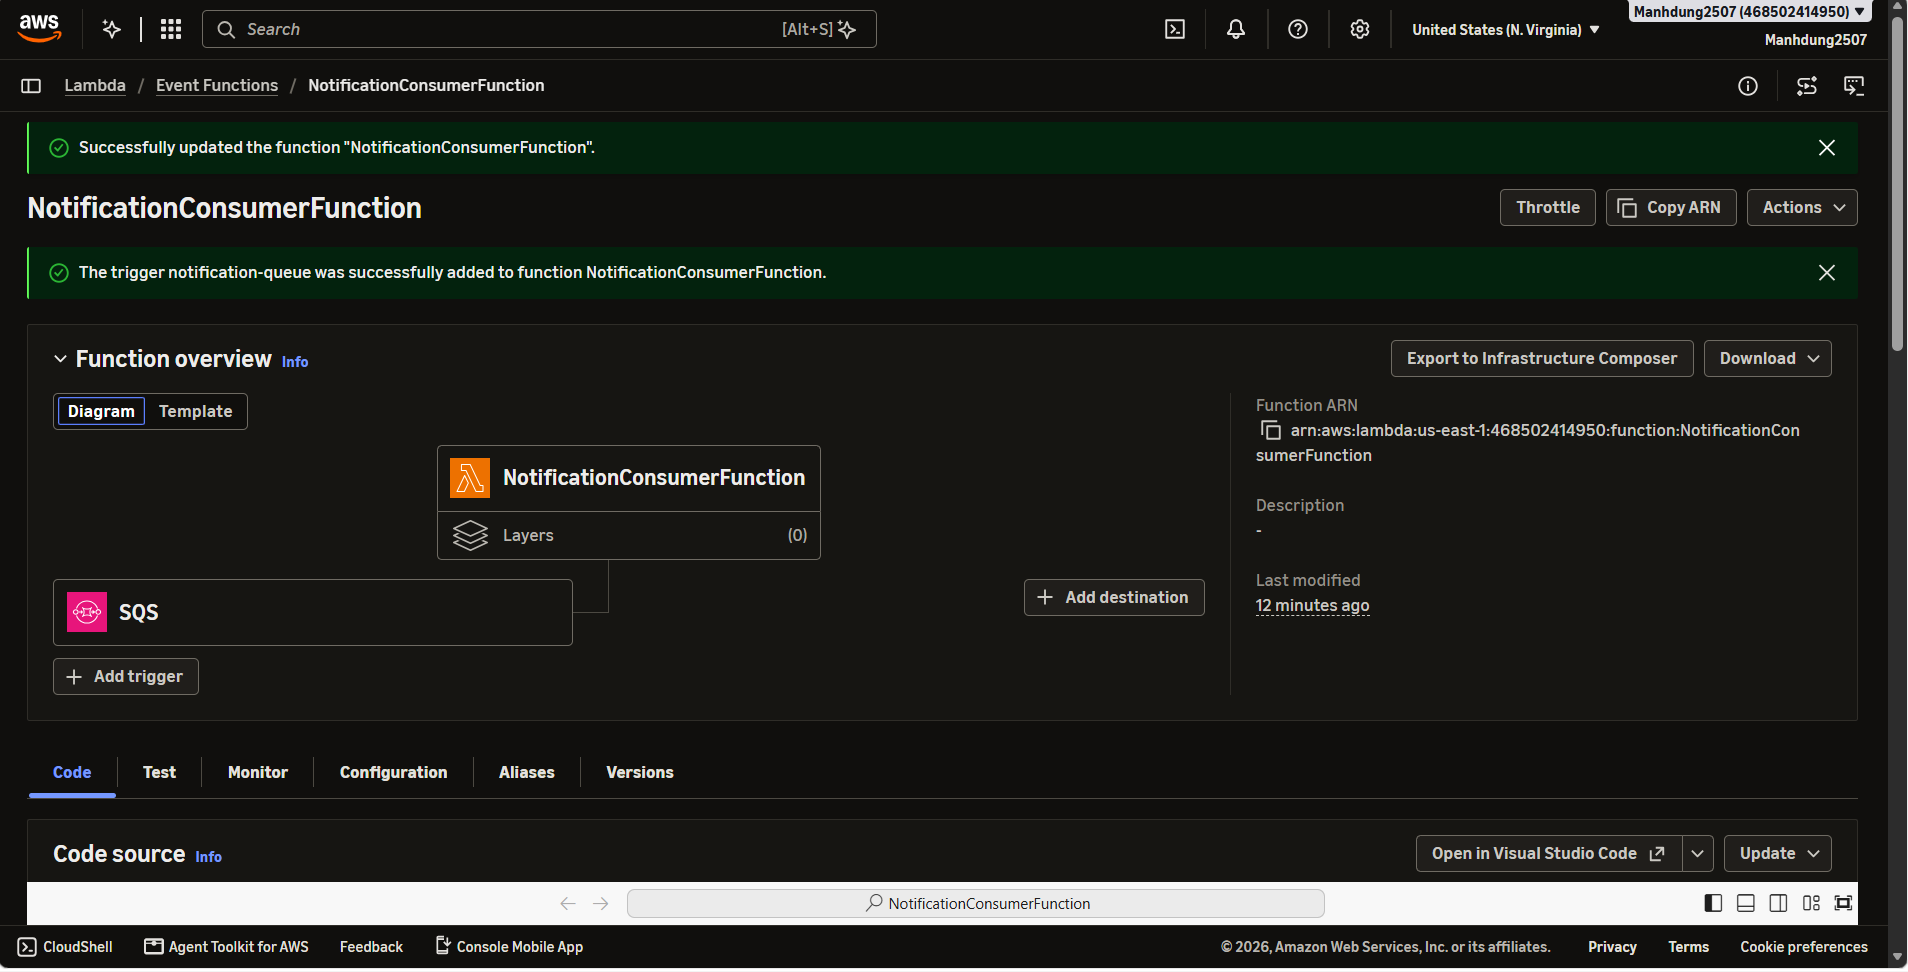 aws
Search
[Alt+S]
United States (N. Virginia)
Manhdung2507 (468502414950)
Manhdung2507
Lambda / Event Functions / NotificationConsumerFunction
Successfully updated the function "NotificationConsumerFunction".
NotificationConsumerFunction
Throttle
Copy ARN
Actions
The trigger notification-queue was successfully added to function NotificationConsumerFunction.
Function overview Info
Export to Infrastructure Composer
Download
Diagram
Template
NotificationConsumerFunction
Layers (0)
SQS
Add trigger
Add destination
Function ARN
arn:aws:lambda:us-east-1:468502414950:function:NotificationCon
sumerFunction
Description
-
Last modified
12 minutes ago
Code
Test
Monitor
Configuration
Aliases
Versions
Code source Info
Open in Visual Studio Code
Update
NotificationConsumerFunction
CloudShell
Agent Toolkit for AWS
Feedback
Console Mobile App
© 2026, Amazon Web Services, Inc. or its affiliates.
Privacy
Terms
Cookie preferences